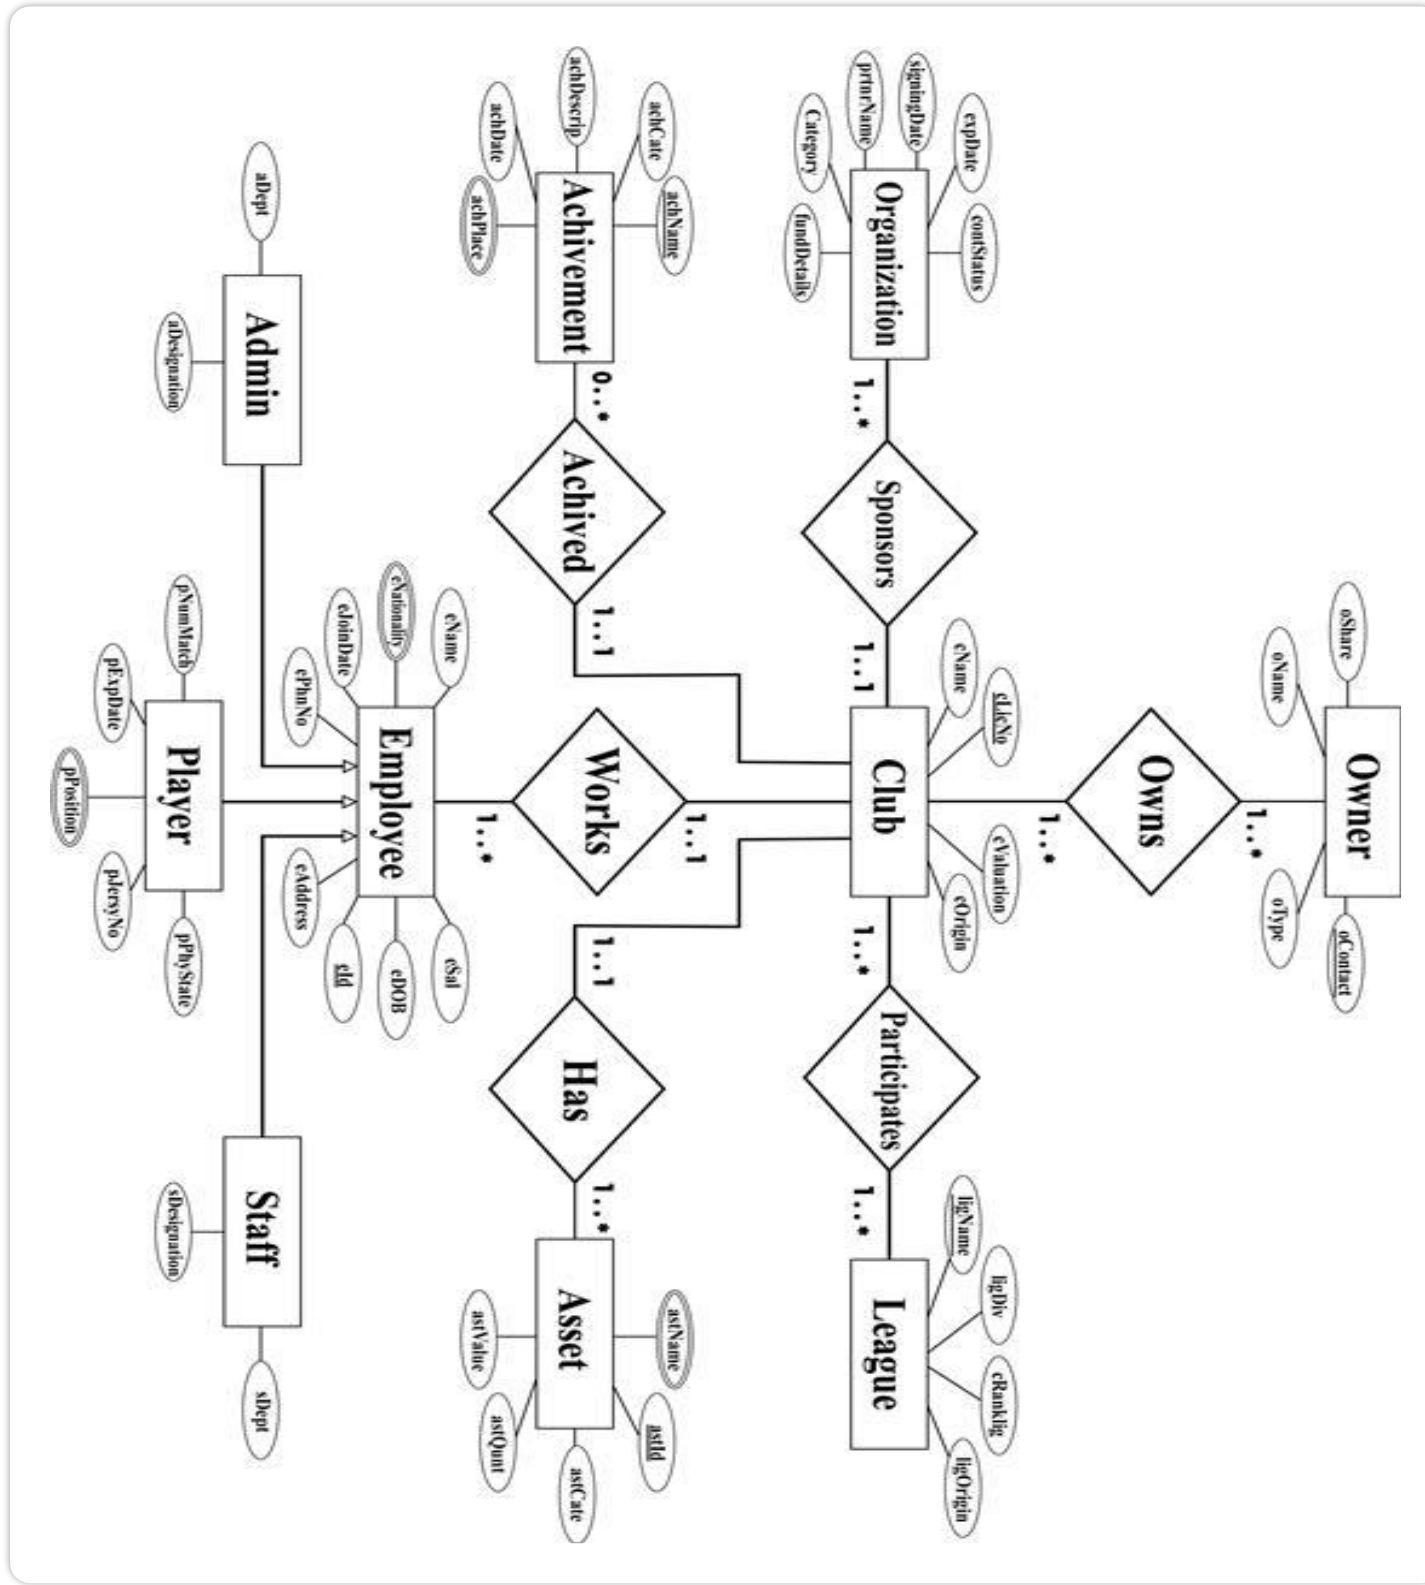 oShare
Owner
oContact
oName
oType
1..*
Owns
1..*
expDate
contStatus
signingDate
prtnrName
Category
fundDetails
Organization
1..*
Sponsors
1..1
cName
cLicNo
cValuation
cOrigin
Club
1..*
Participates
1..*
ligName
ligDiv
cRanklig
ligOrigin
League
achCate
achName
achDescrip
achDate
achPlace
Achivement
0..*
Achived
1..1
1..1
Works
1..*
1..1
Has
1..*
astName
astId
Asset
astCate
astValue
astQunt
eName
eSal
eNationality
eDOB
eJoinDate
eId
ePhnNo
eAddress
Employee
aDept
Admin
aDesignation
pNumMatch
Player
pPhyState
pExpDate
pJersyNo
pPosition
Staff
sDept
sDesignation